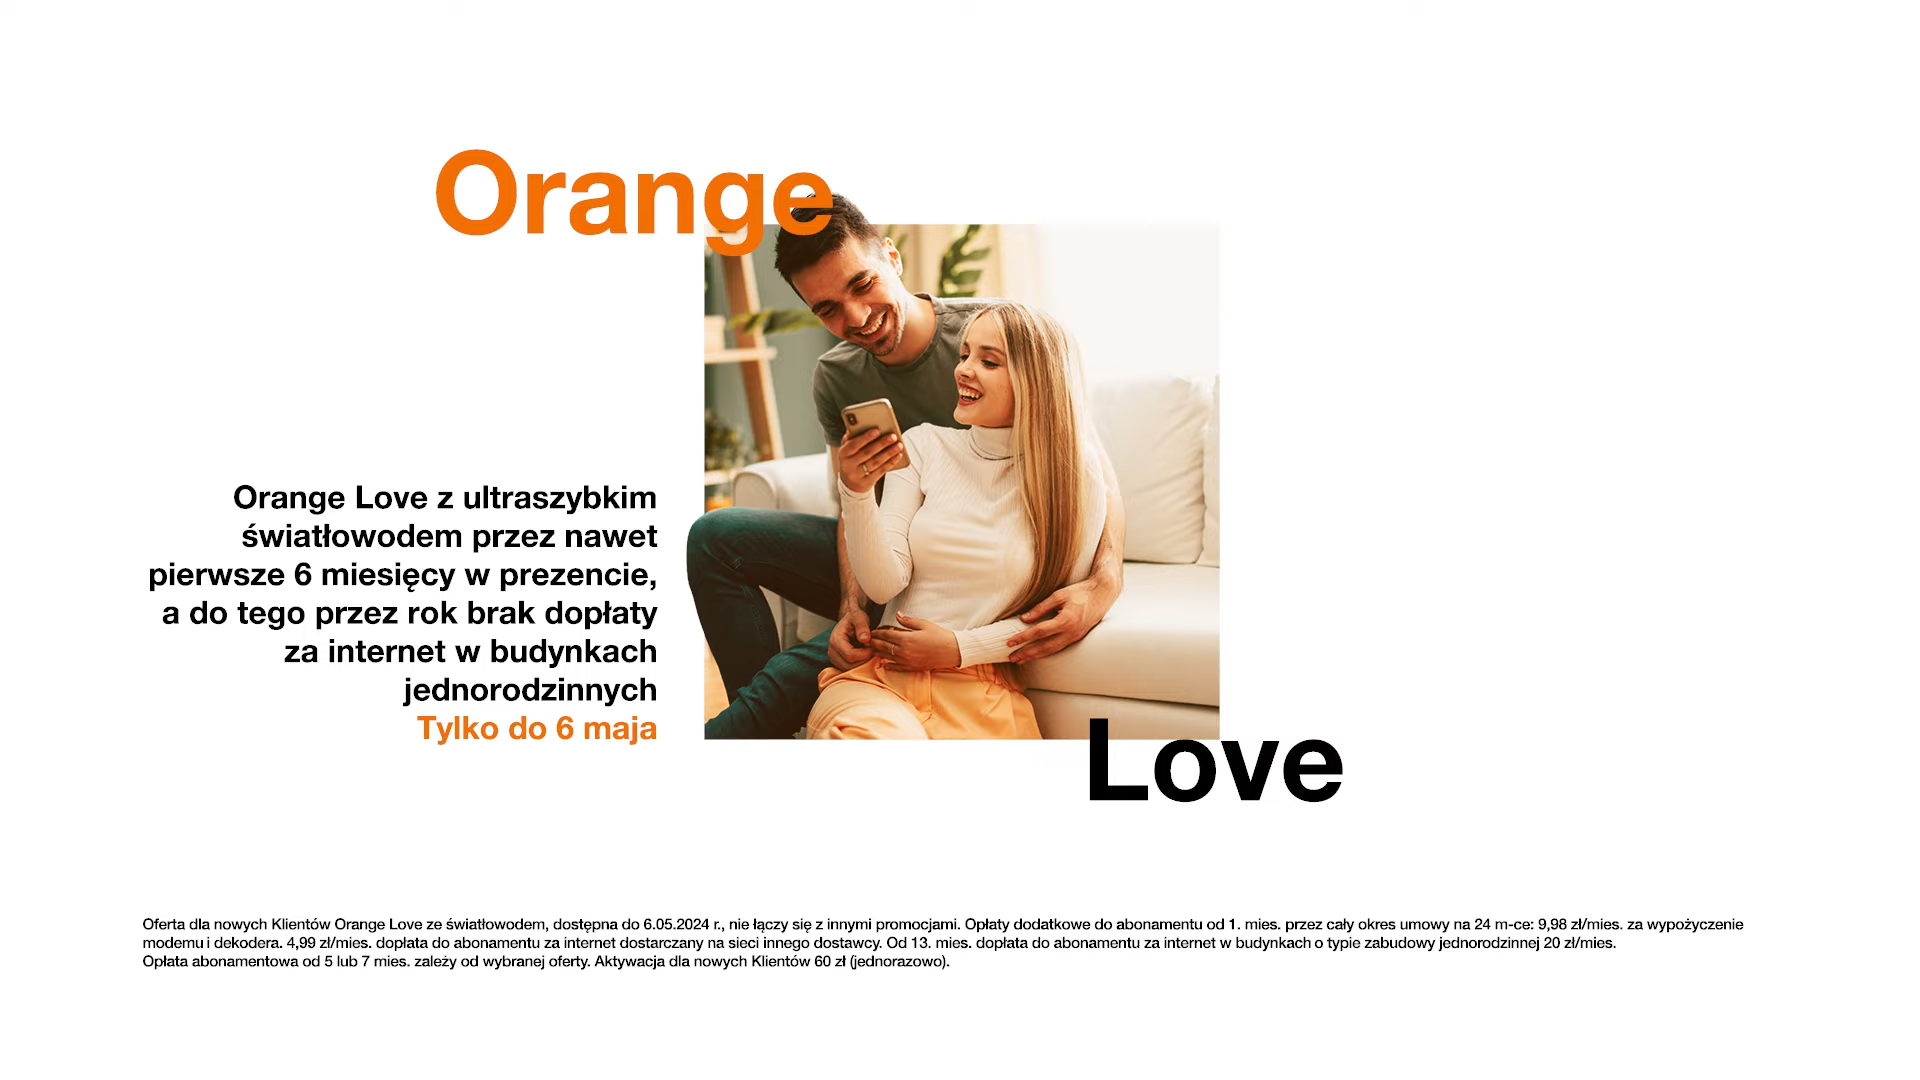 Orange
Orange Love z ultraszybkim
światłowodem przez nawet
pierwsze 6 miesięcy w prezencie,
a do tego przez rok brak dopłaty
za internet w budynkach
jednorodzinnych
Tylko do 6 maja
Love
Oferta dla nowych Klientów Orange Love ze światłowodem, dostępna do 6.05.2024 r., nie łączy się z innymi promocjami. Opłaty dodatkowe do abonamentu od 1. mies. przez cały okres umowy na 24 m-ce: 9,98 zł/mies. za wypożyczenie
modemu i dekodera. 4,99 zł/mies. dopłata do abonamentu za internet dostarczany na sieci innego dostawcy. Od 13. mies. dopłata do abonamentu za internet w budynkach o typie zabudowy jednorodzinnej 20 zł/mies.
Opłata abonamentowa od 5 lub 7 mies. zależy od wybranej oferty. Aktywacja dla nowych Klientów 60 zł (jednorazowo).